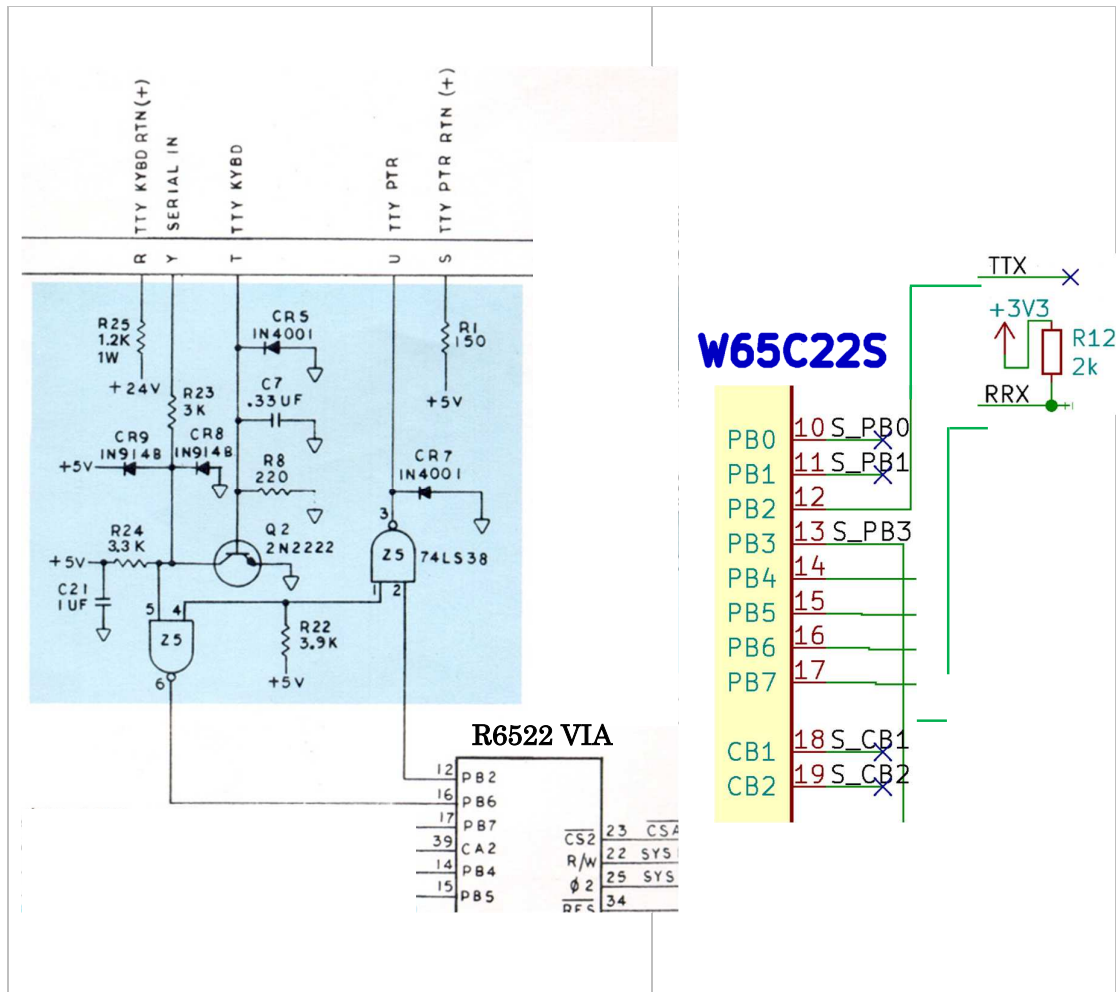 TTY KYBD RTN(+)
SERIAL IN
TTY KYBD
TTY PTR
TTY PTR RTN (+)
R
Y
T
U
S
R25
1.2K
1W
+24V
R23
3K
CR5
1N4001
C7
.33UF
R1
150
+5V
CR9
1N914B
CR8
1N914B
+5V
R8
220
CR7
1N4001
R24
3.3K
+5V
C21
1UF
Q2
2N2222
3
Z5
74LS38
1
2
5
4
Z5
6
R22
3.9K
+5V
R6522 VIA
12 PB2
16 PB6
17 PB7
39 CA2
14 PB4
15 PB5
CS2 23 CSA
R/W 22 SYS
Ø2 25 SYS
RES 34
W65C22S
TTX
+3V3
R12
2k
RRX
PB0 10 S_PB0
PB1 11 S_PB1
PB2 12
PB3 13 S_PB3
PB4 14
PB5 15
PB6 16
PB7 17
CB1 18 S_CB1
CB2 19 S_CB2